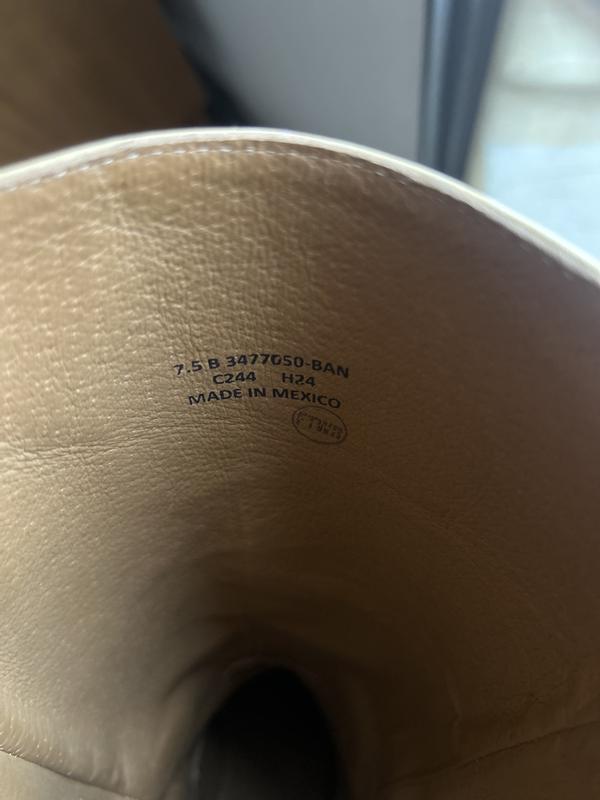 7.5 B 3477050-BAN
C244 H24
MADE IN MEXICO